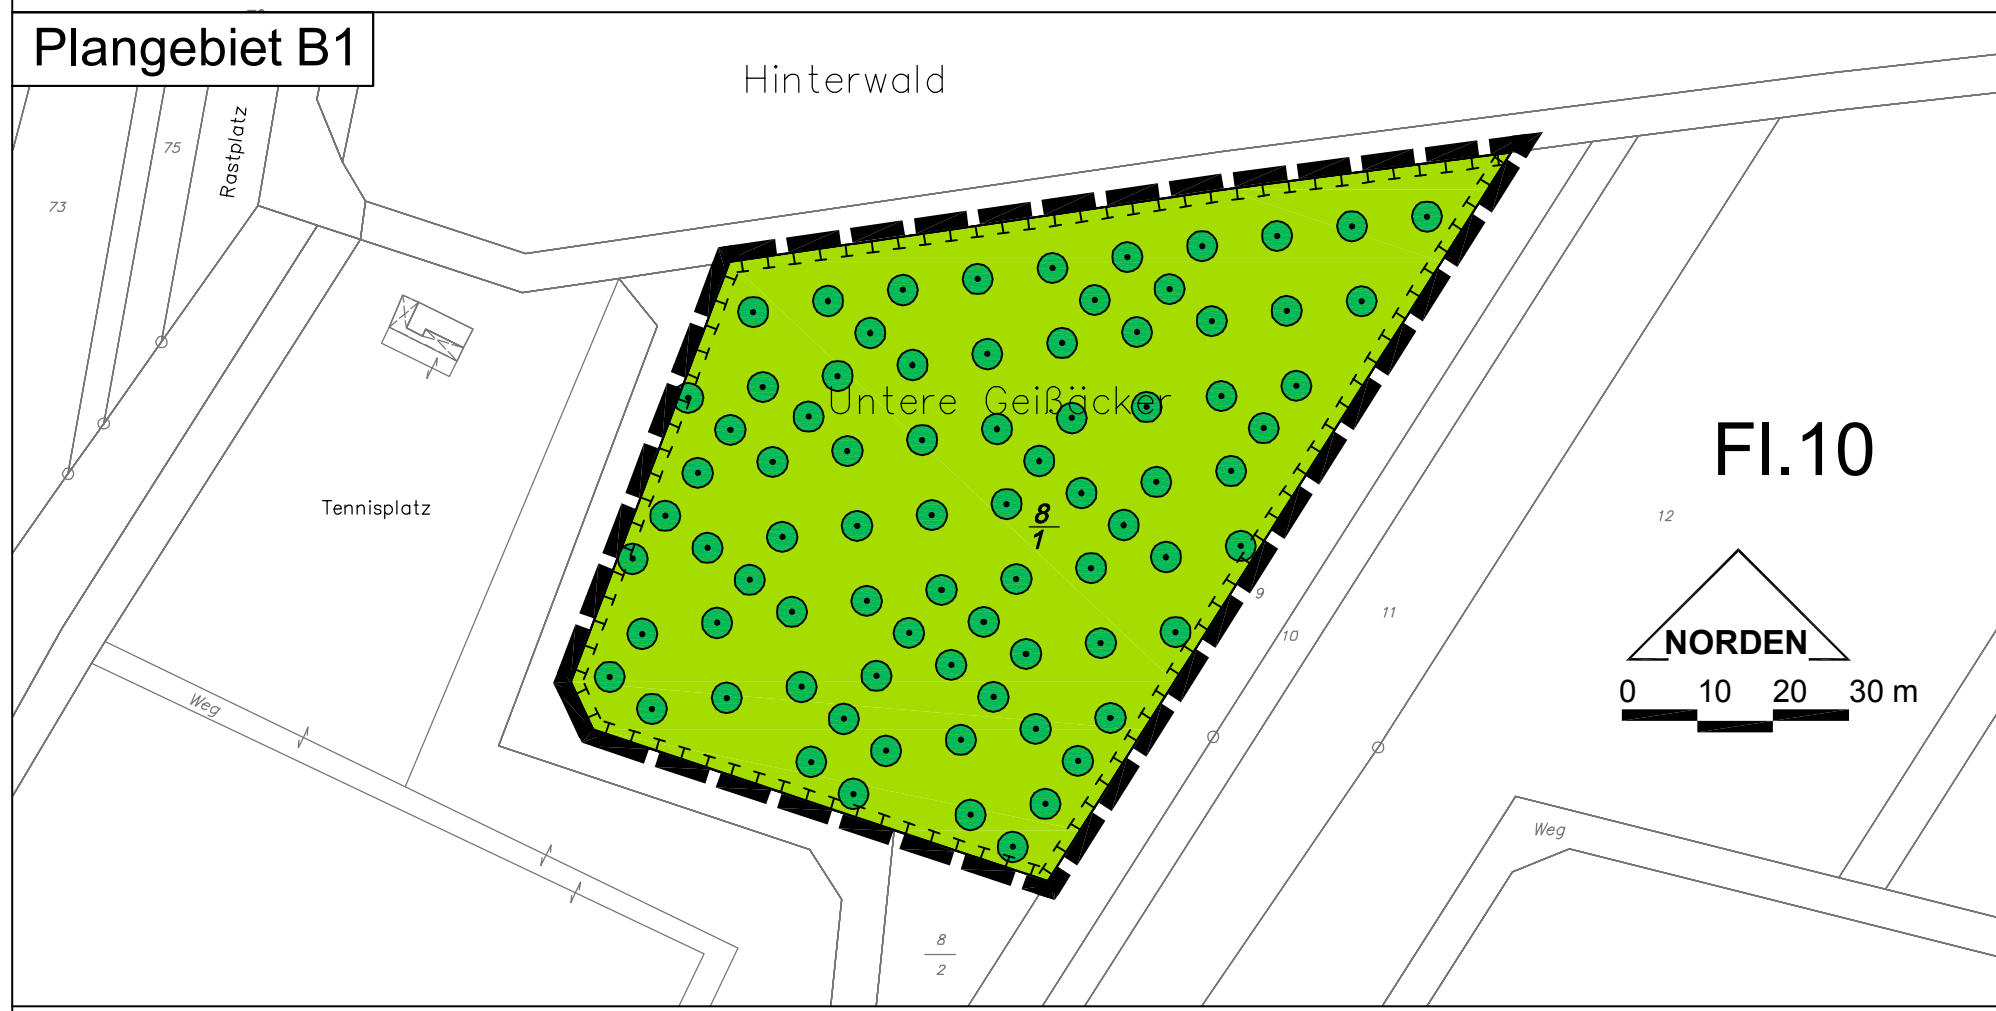 Plangebiet B1
Hinterwald
Rastplatz
75
73
Untere Geißäcker
Fl.10
Tennisplatz
8
1
12
9
10
11
NORDEN
0 10 20 30 m
Weg
Weg
8
2